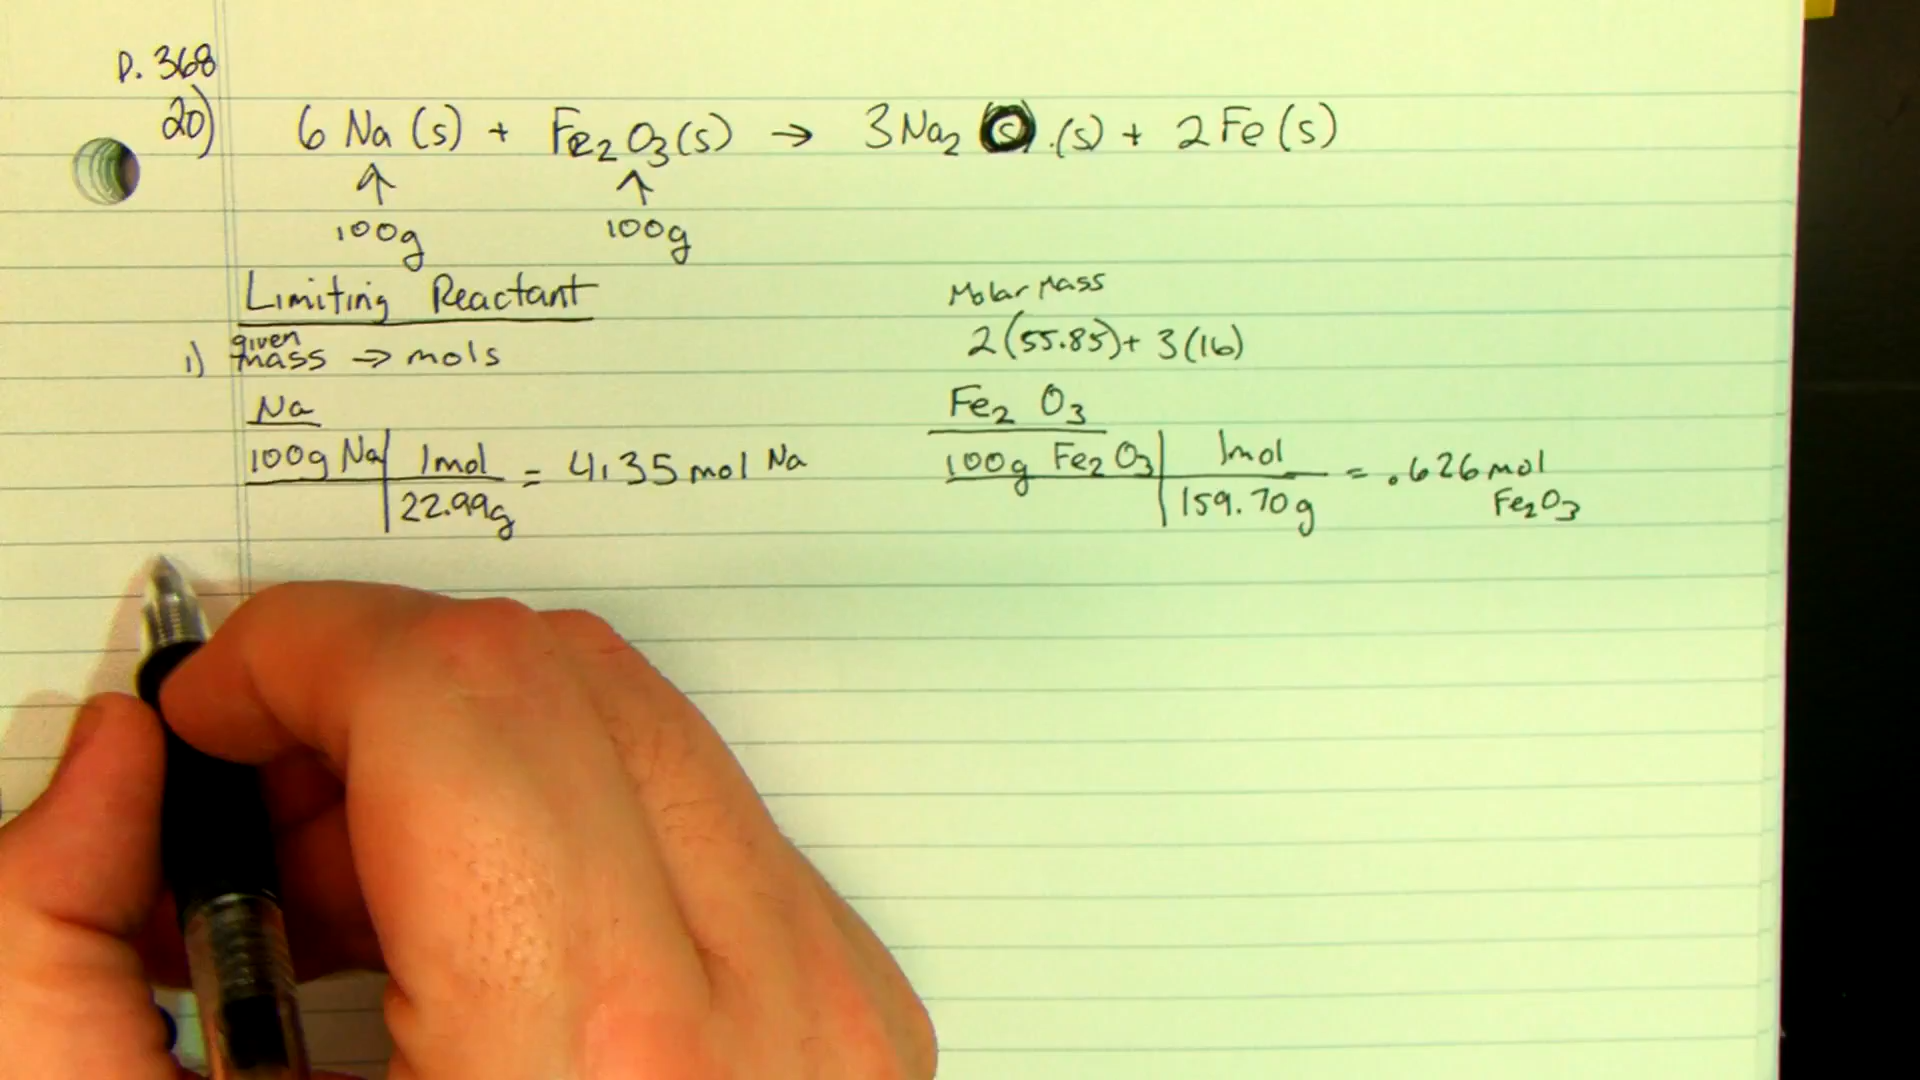 P. 368
20) 6 Na (s) + Fe₂O₃(s) → 3Na₂O (s) + 2Fe(s)
↑ ↑
100g 100g
Limiting Reactant
Molar Mass
given
1) mass → mols
2(55.85)+ 3(16)
Na
Fe₂ O₃
100g Na | 1mol = 4.35 mol Na
22.99g
100g Fe₂O₃ | 1mol = .626 mol
159.70g Fe₂O₃